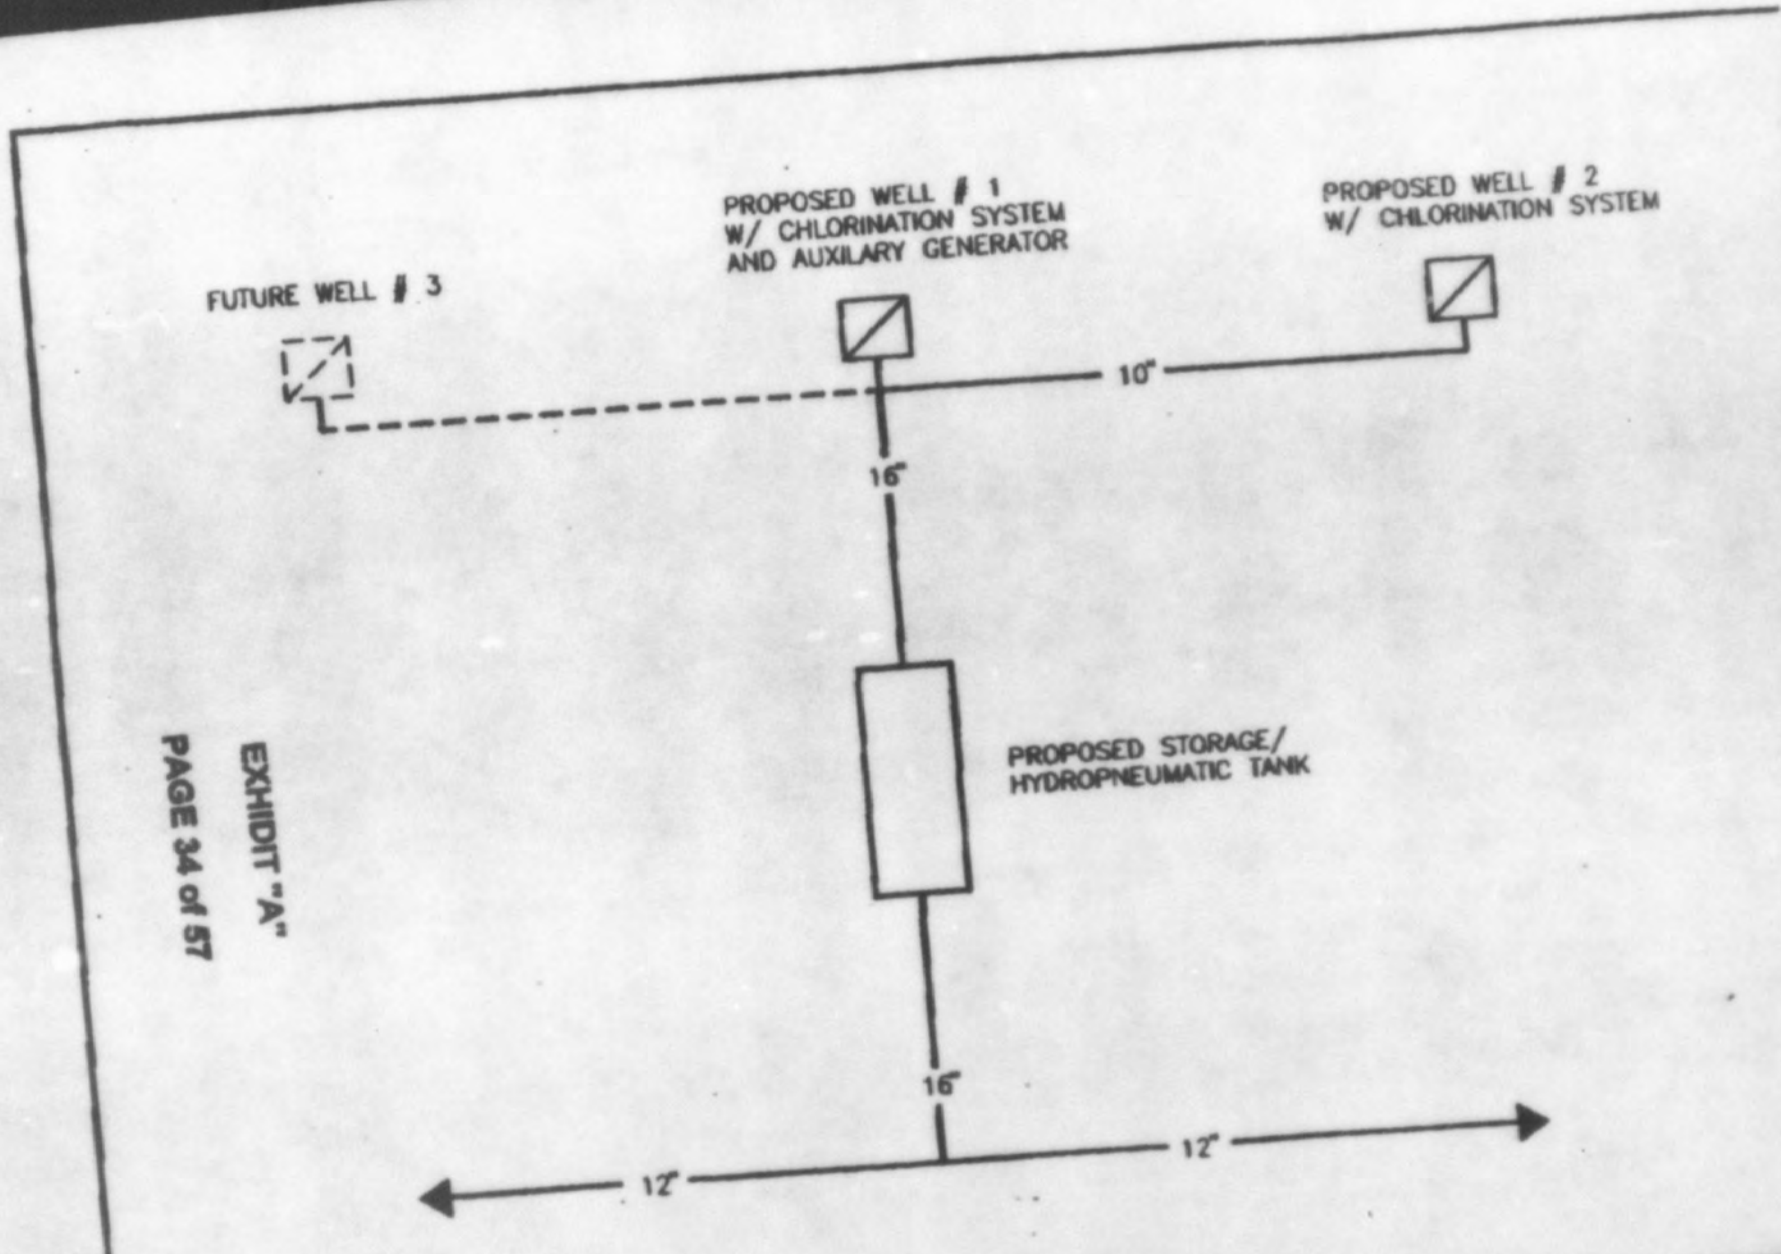 PROPOSED WELL # 1
W/ CHLORINATION SYSTEM
AND AUXILARY GENERATOR
PROPOSED WELL # 2
W/ CHLORINATION SYSTEM
FUTURE WELL # 3
10"
16"
PROPOSED STORAGE/
HYDROPNEUMATIC TANK
EXHIDIT "A"
PAGE 34 of 57
16"
12"
12"